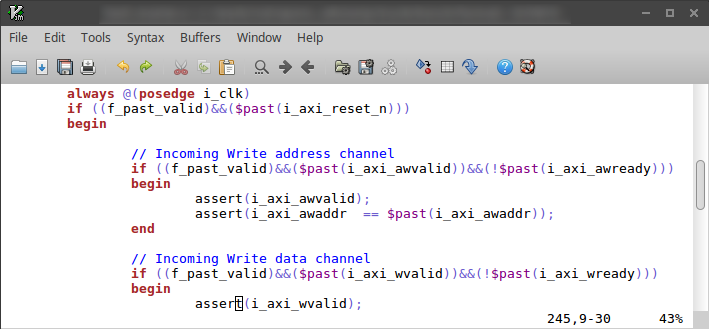 File Edit Tools Syntax Buffers Window Help
always @(posedge i_clk)
if ((f_past_valid)&&($past(i_axi_reset_n)))
begin
// Incoming Write address channel
if ((f_past_valid)&&($past(i_axi_awvalid))&&(!$past(i_axi_awready)))
begin
assert(i_axi_awvalid);
assert(i_axi_awaddr  == $past(i_axi_awaddr));
end
// Incoming Write data channel
if ((f_past_valid)&&($past(i_axi_wvalid))&&(!$past(i_axi_wready)))
begin
assert(i_axi_wvalid);
245,9-30 43%